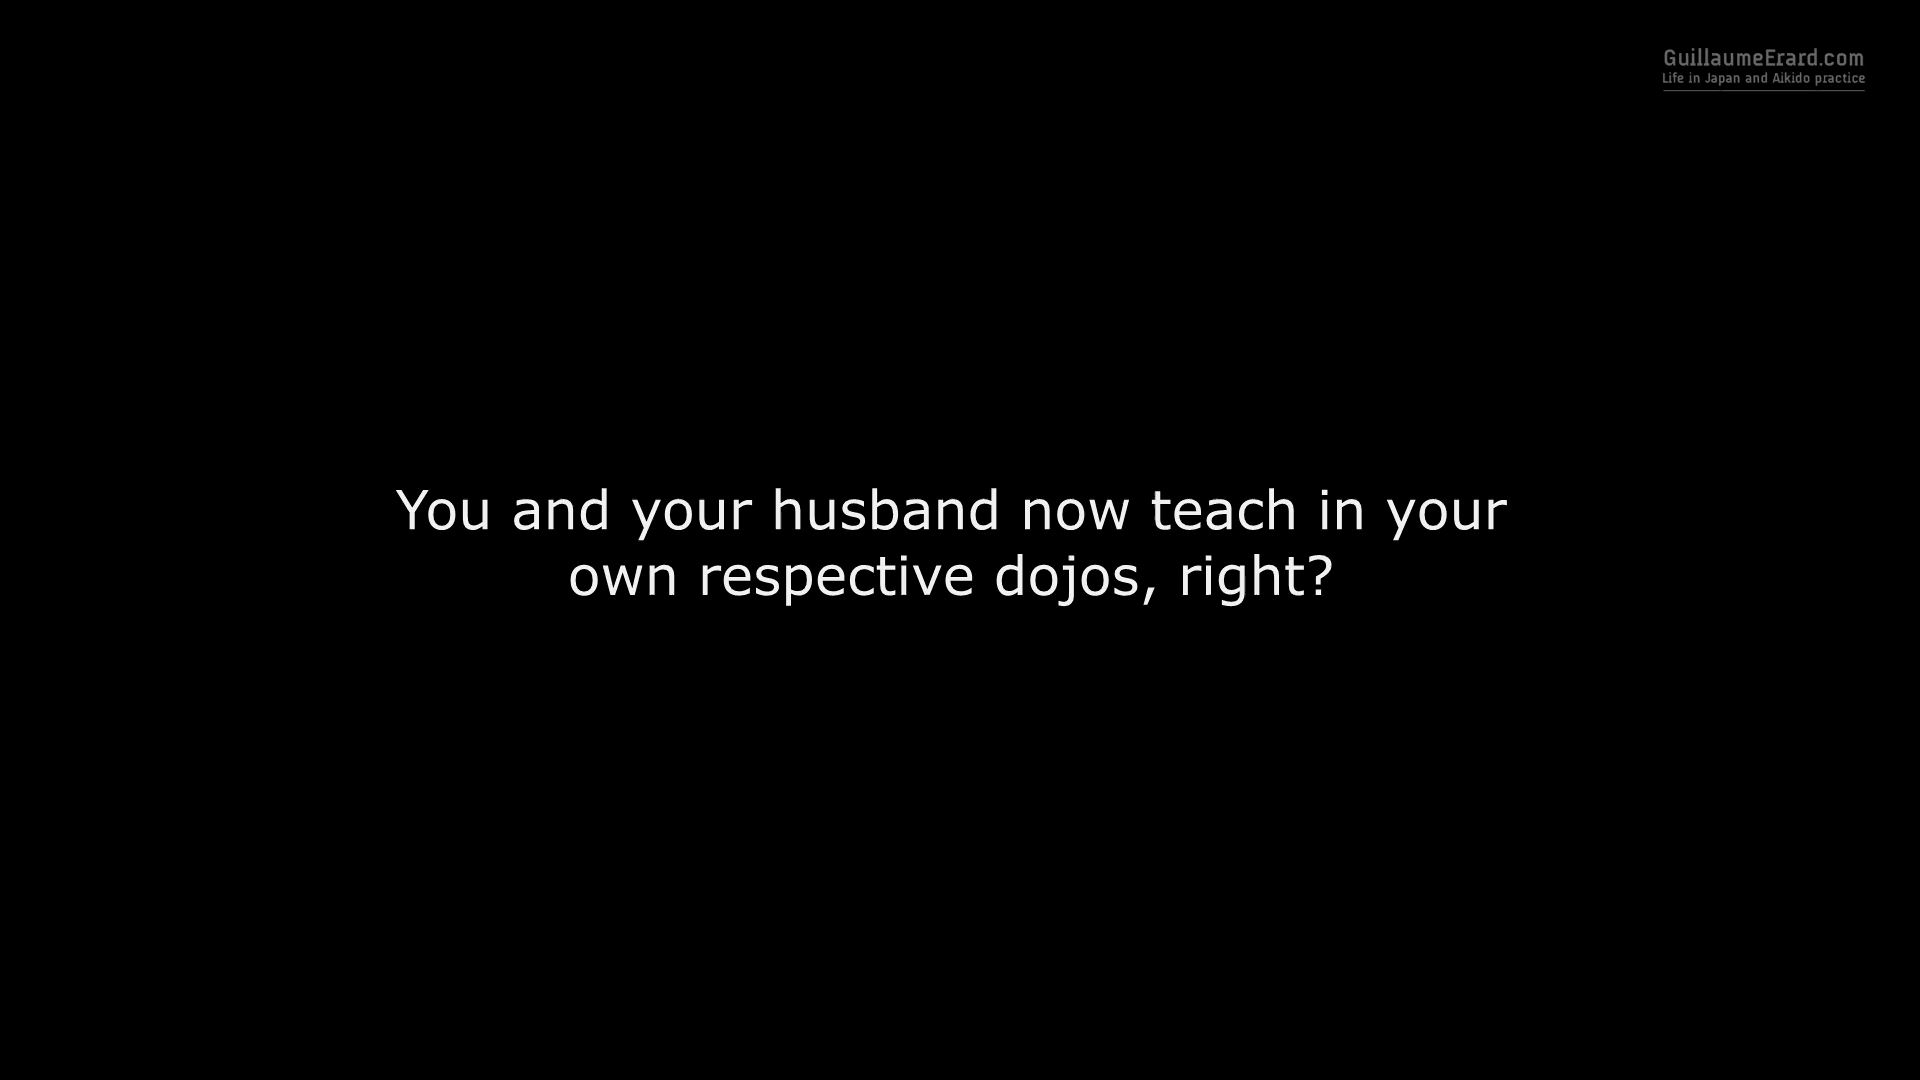 GuillaumeErard.com
Life in Japan and Aikido practice
You and your husband now teach in your
own respective dojos, right?